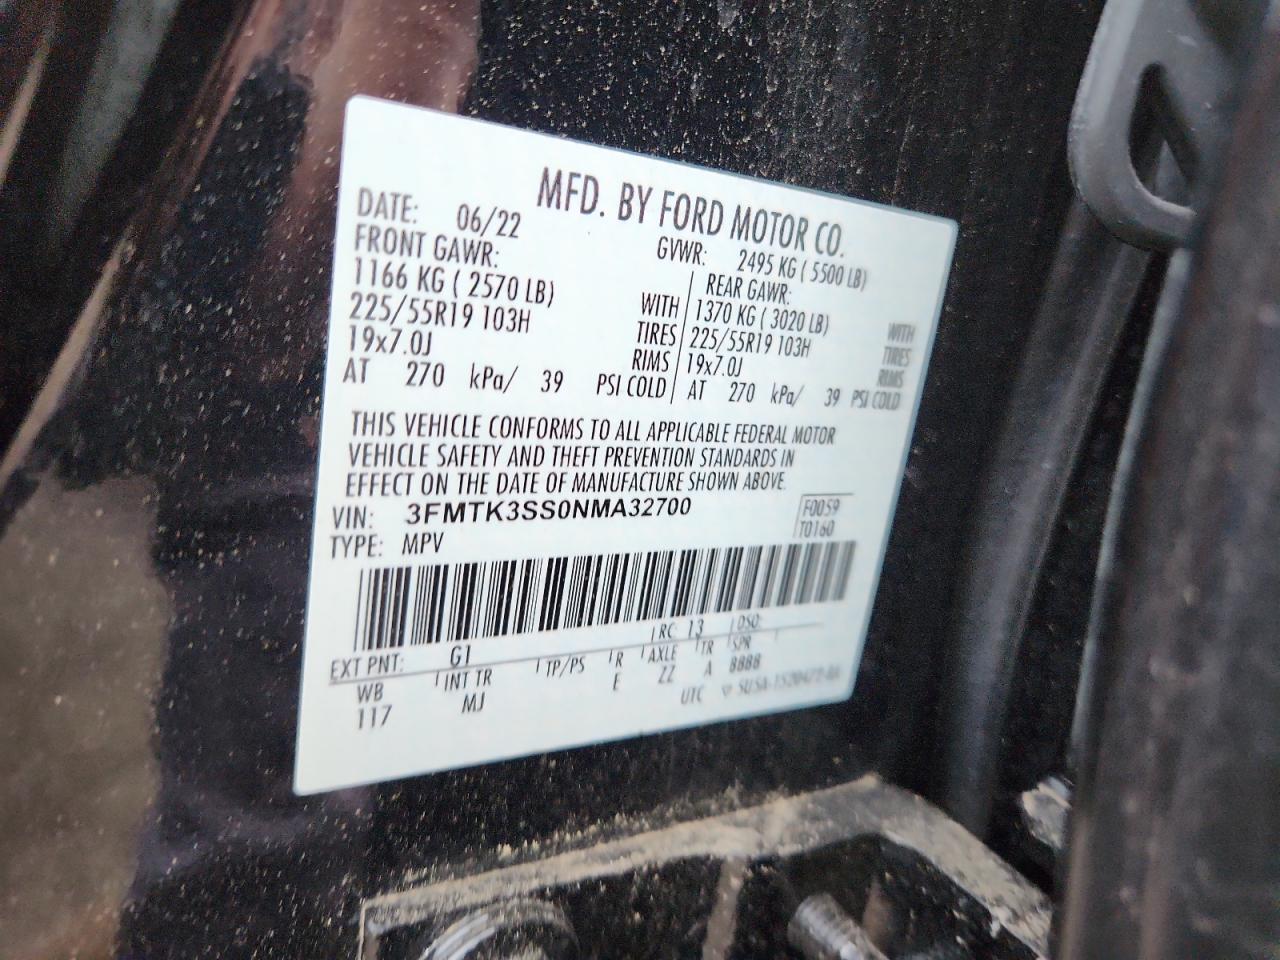 MFD. BY FORD MOTOR CO.
DATE: 06/22 GVWR: 2495 KG ( 5500 LB)
FRONT GAWR: REAR GAWR:
1166 KG ( 2570 LB) WITH 1370 KG ( 3020 LB) WITH
225/55R19 103H TIRES 225/55R19 103H TIRES
19x7.0J RIMS 19x7.0J RIMS
AT 270 kPa/ 39 PSI COLD AT 270 kPa/ 39 PSI COLD
THIS VEHICLE CONFORMS TO ALL APPLICABLE FEDERAL MOTOR
VEHICLE SAFETY AND THEFT PREVENTION STANDARDS IN
EFFECT ON THE DATE OF MANUFACTURE SHOWN ABOVE.
VIN: 3FMTK3SS0NMA32700 F0059
TYPE: MPV T0160
EXT PNT: G1 RC: 13 DSO:
WB INT TR TP/PS R AXLE TR SPR
117 MJ E ZZ A 8888
UTC